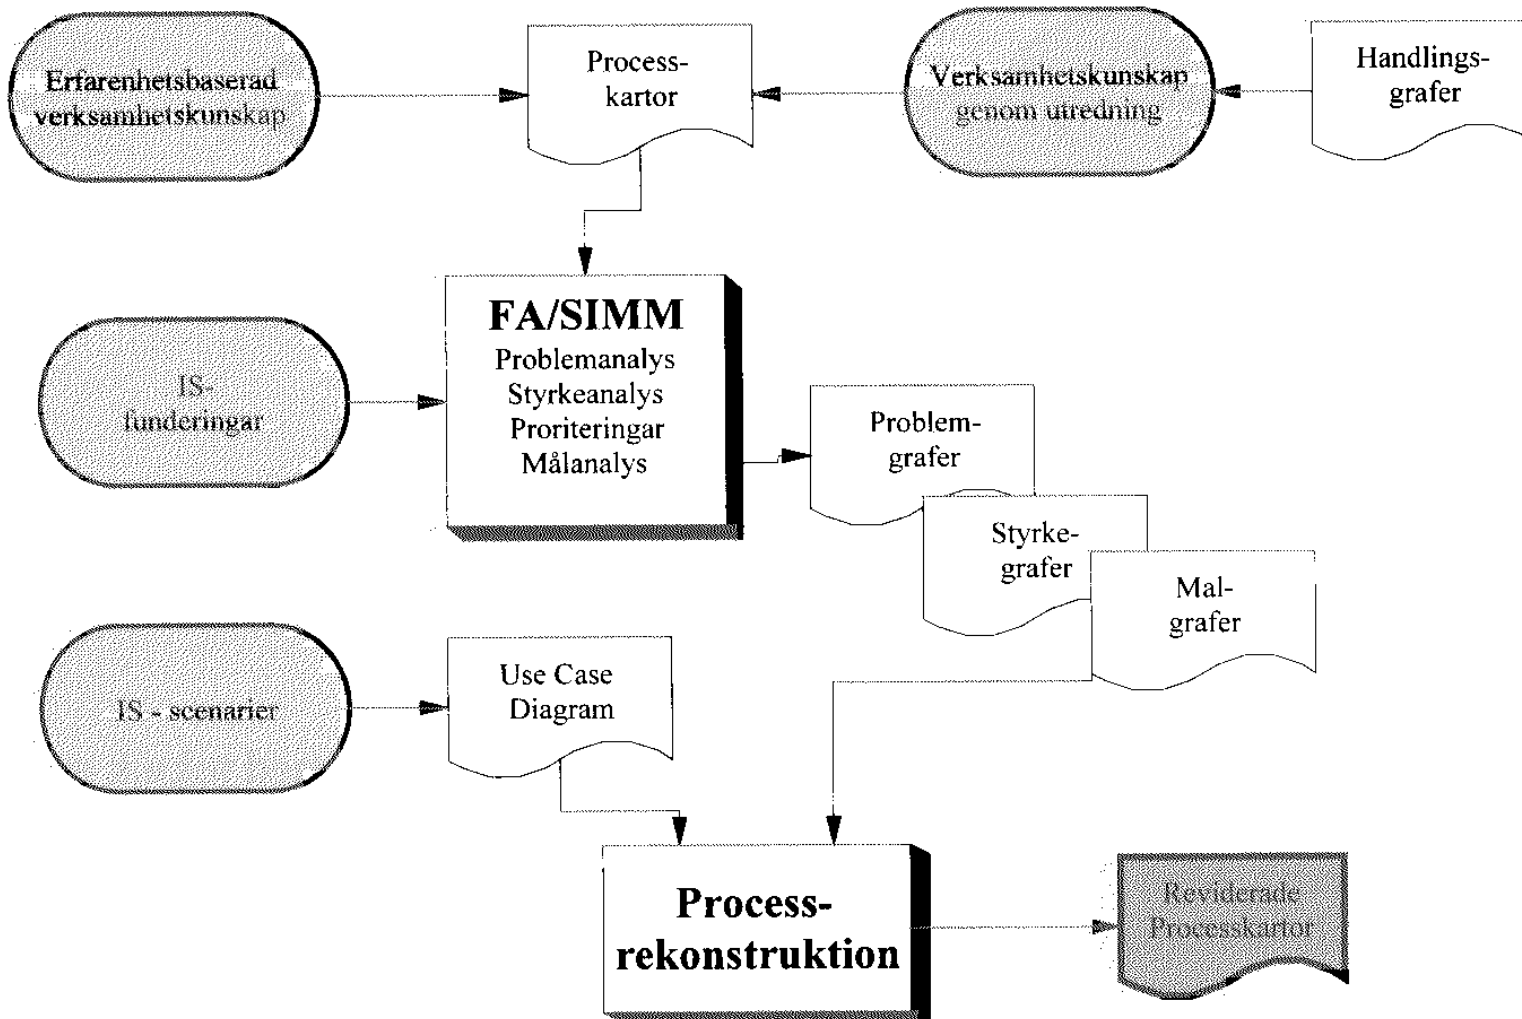 Erfarenhetsbaserad
verksamhetskunskap
Process-
kartor
Verksamhetskunskap
genom utredning
Handlings-
grafer
FA/SIMM
Problemanalys
Styrkeanalys
Proriteringar
Målanalys
IS-
funderingar
Problem-
grafer
Styrke-
grafer
Mal-
grafer
IS - scenarier
Use Case
Diagram
Process-
rekonstruktion
Reviderade
Processkartor